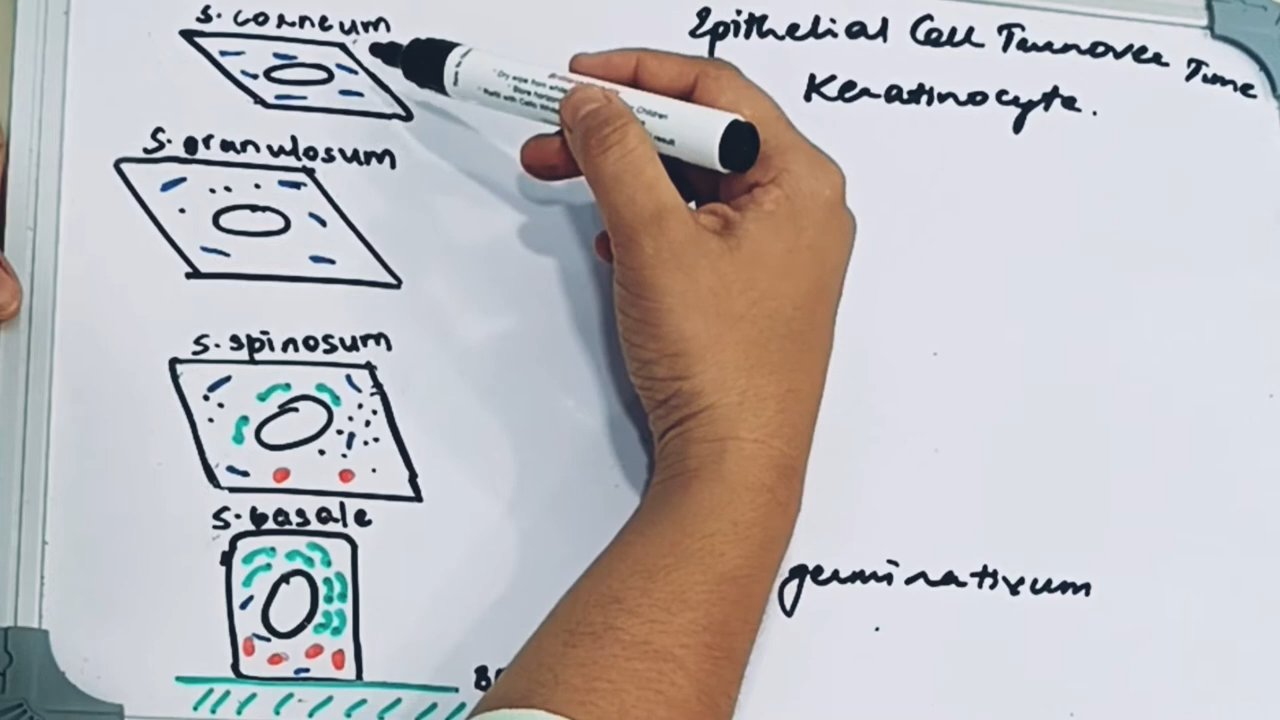 s. corneum
Epithelial Cell Turnover Time
Keratinocyte.
s. granulosum
s. spinosum
s. basale
germinativum